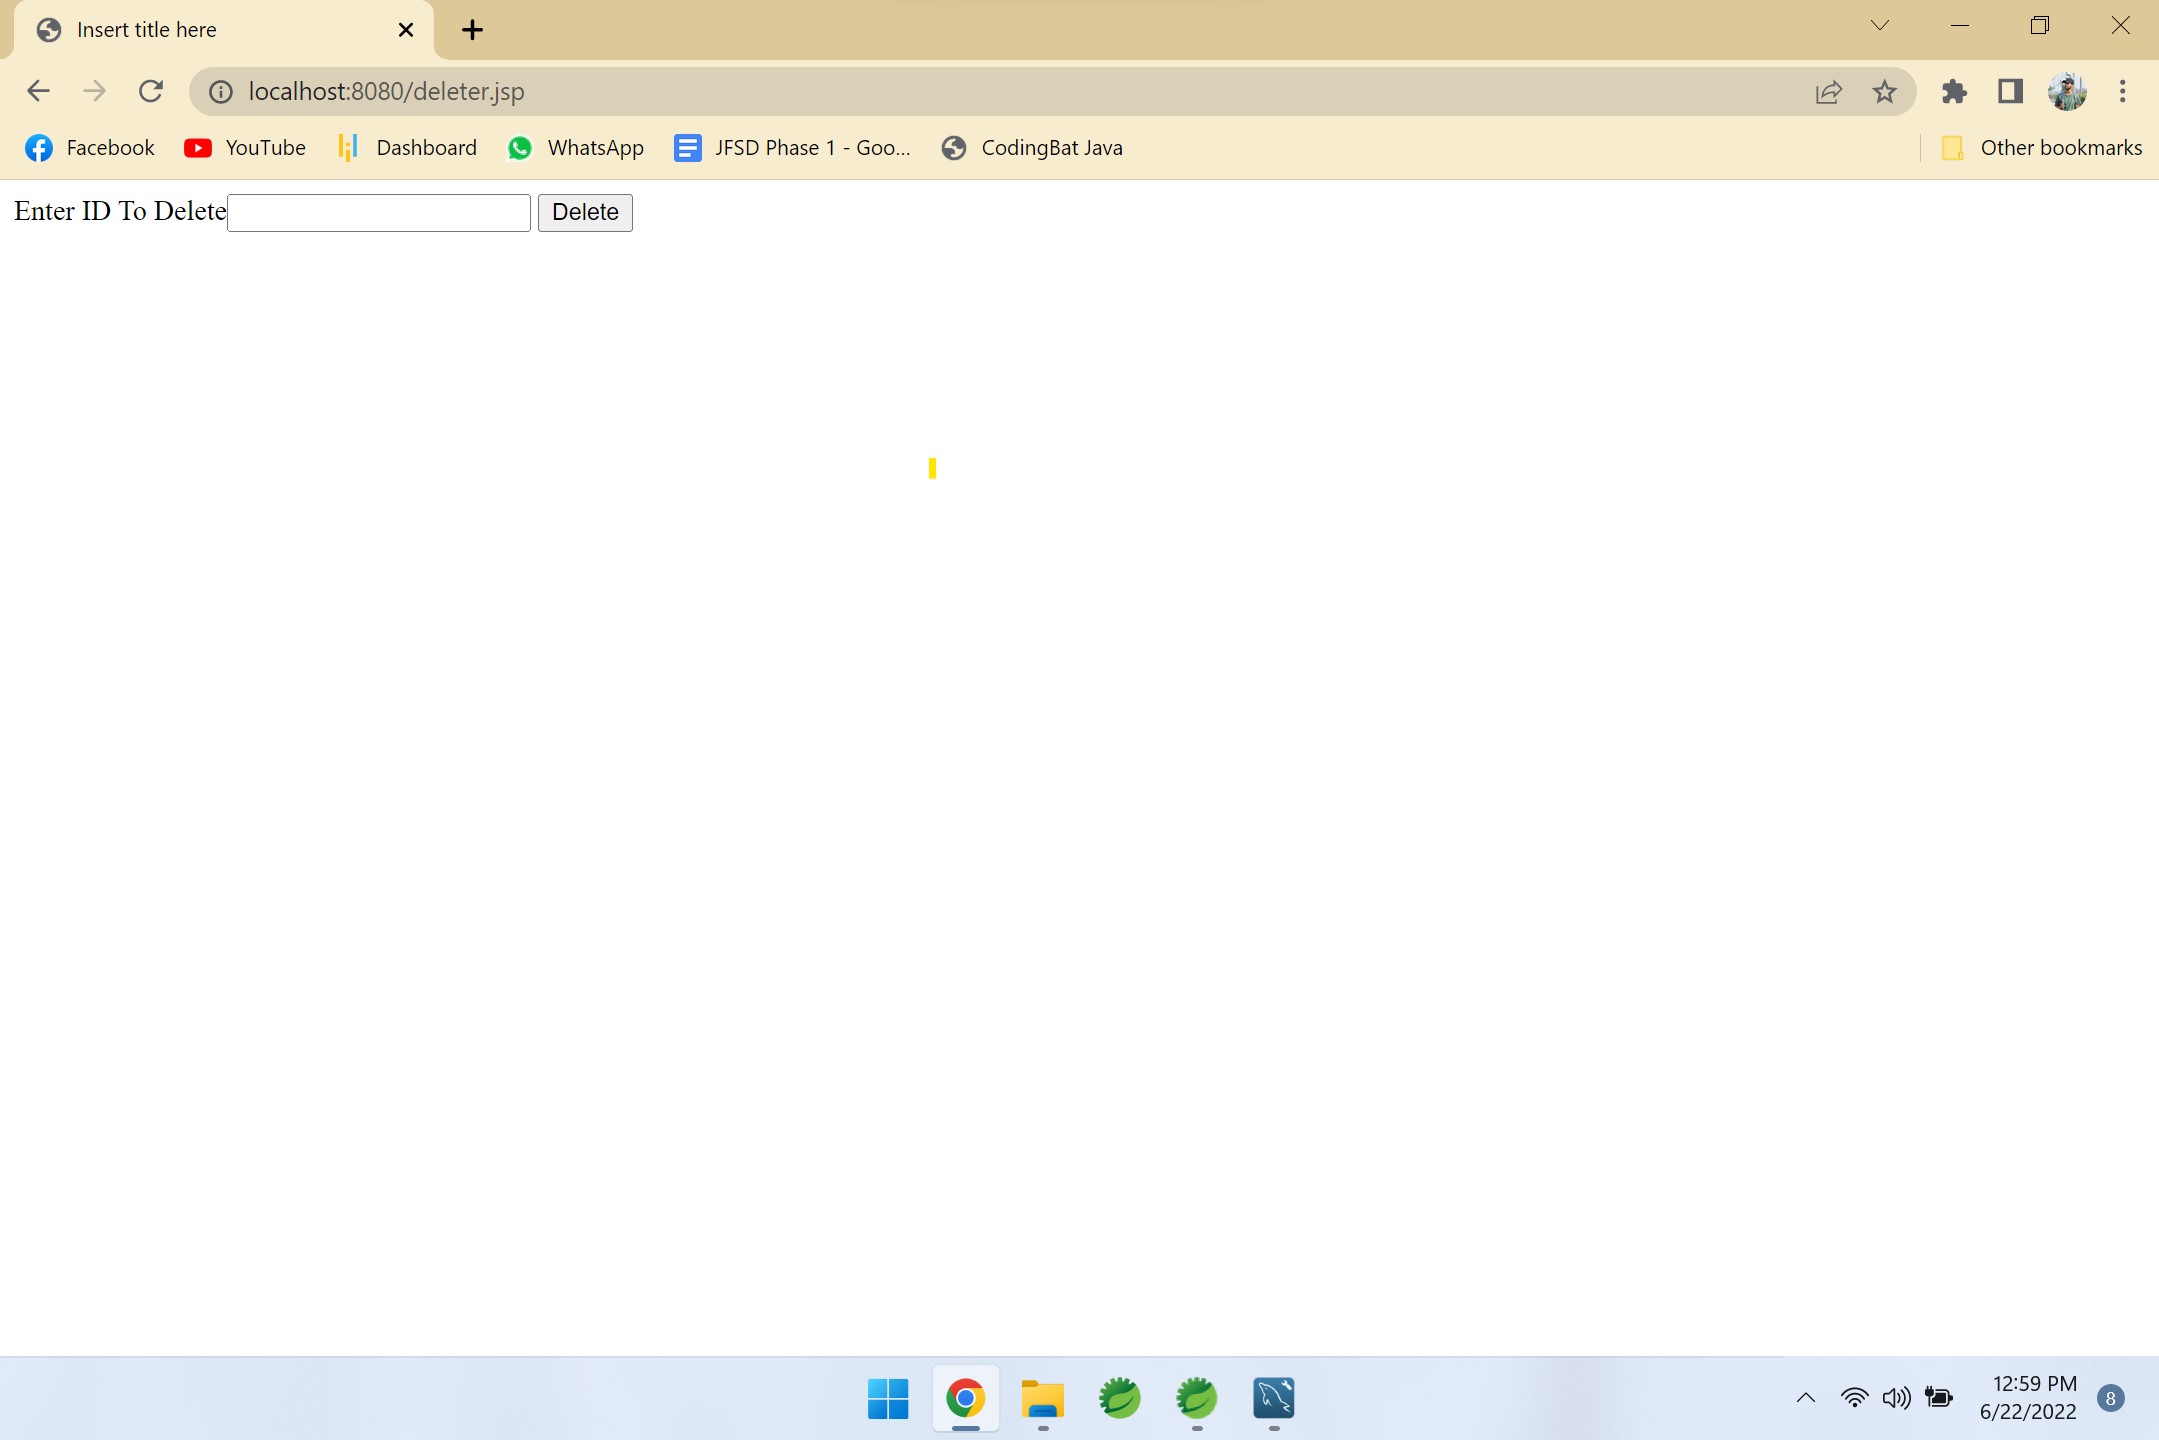 Insert title here
localhost:8080/deleter.jsp
Facebook YouTube Dashboard WhatsApp JFSD Phase 1 - Goo... CodingBat Java Other bookmarks
Enter ID To Delete Delete
12:59 PM
6/22/2022
8